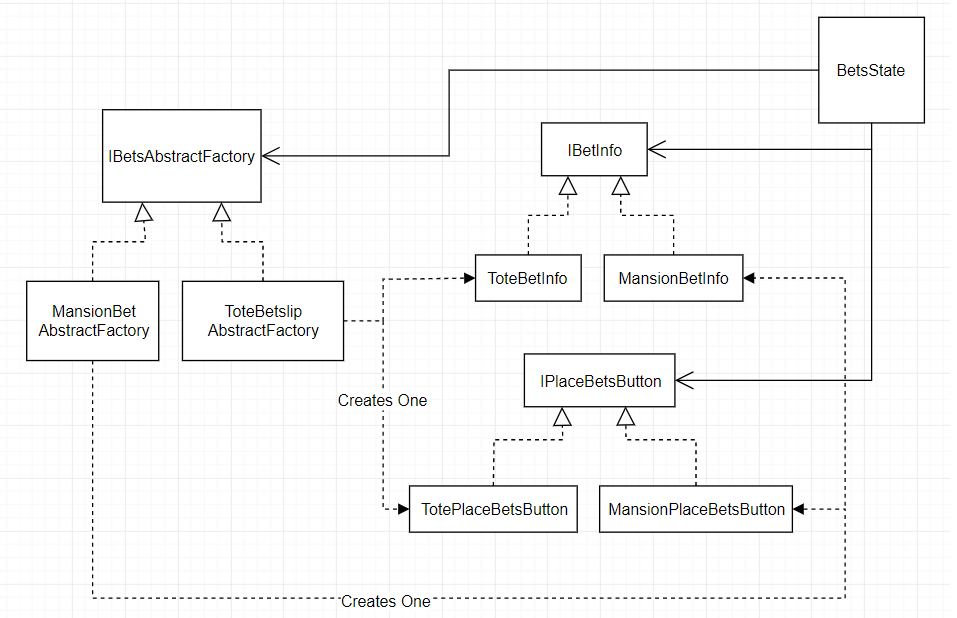 BetsState
IBetsAbstractFactory
IBetInfo
ToteBetInfo
MansionBetInfo
MansionBet
AbstractFactory
ToteBetslip
AbstractFactory
IPlaceBetsButton
Creates One
TotePlaceBetsButton
MansionPlaceBetsButton
Creates One